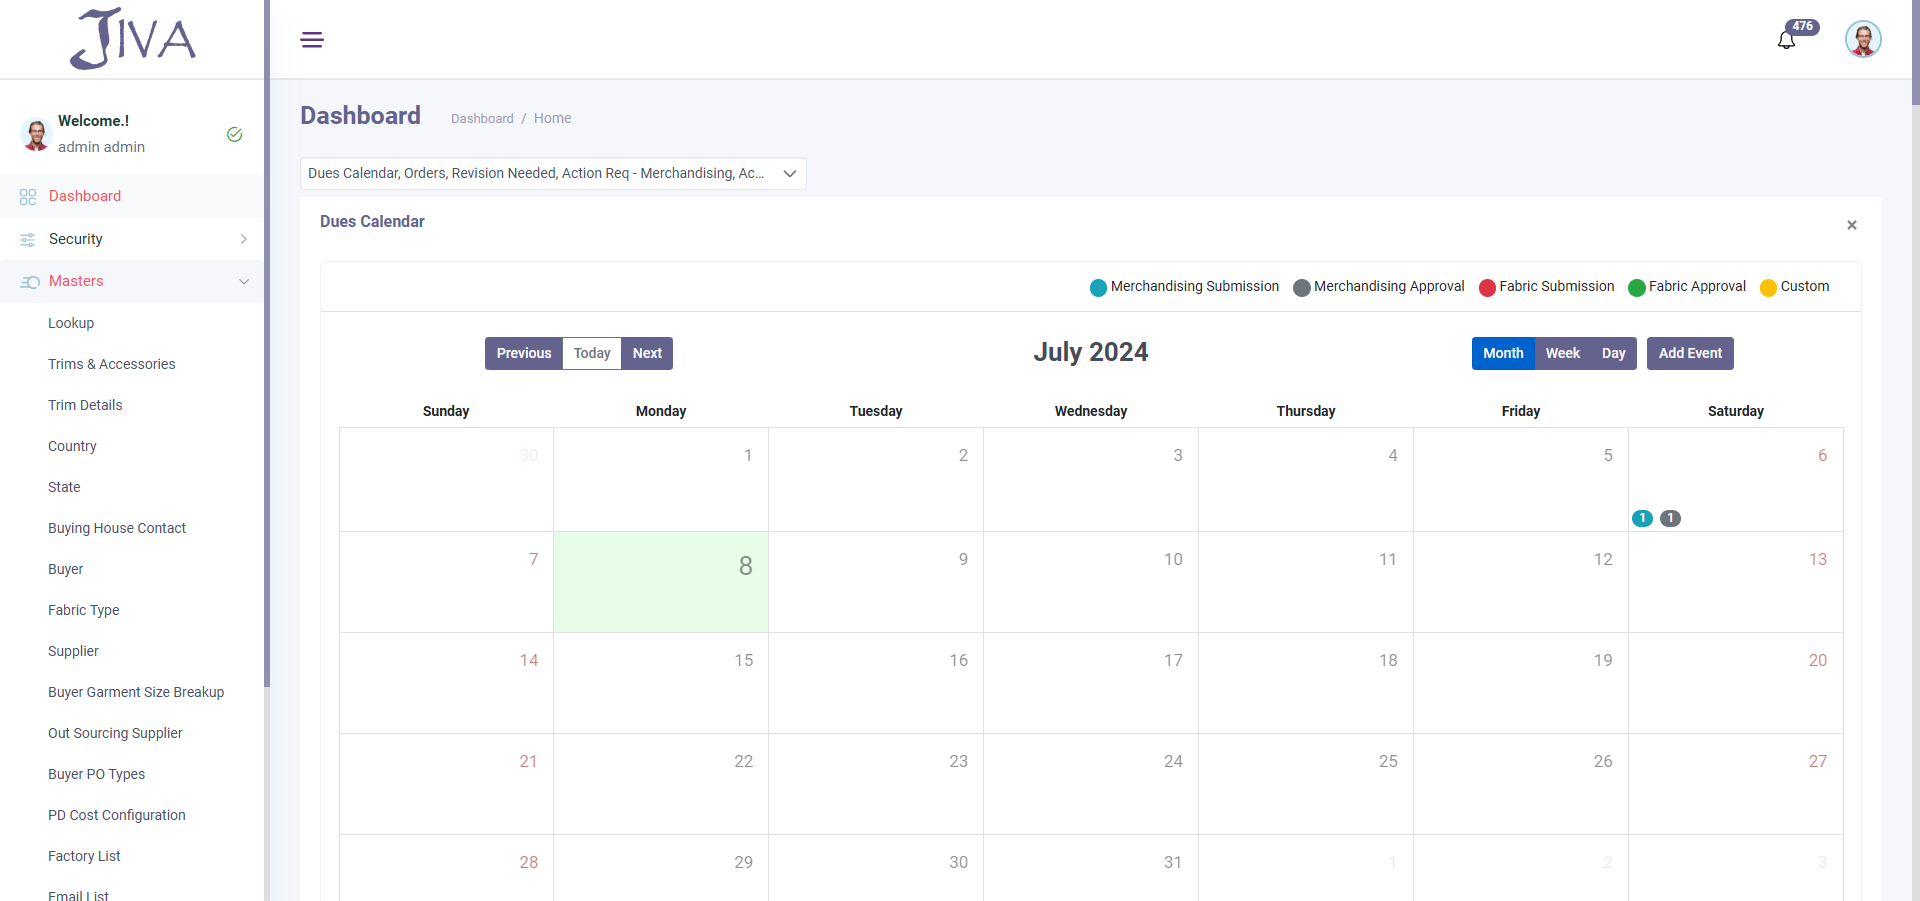 JIVA
476
Welcome.!
admin admin
Dashboard
Security
Masters
Lookup
Trims & Accessories
Trim Details
Country
State
Buying House Contact
Buyer
Fabric Type
Supplier
Buyer Garment Size Breakup
Out Sourcing Supplier
Buyer PO Types
PD Cost Configuration
Factory List
Email List
Dashboard
Dashboard / Home
Dues Calendar, Orders, Revision Needed, Action Req - Merchandising, Ac...
Dues Calendar
×
Merchandising Submission Merchandising Approval Fabric Submission Fabric Approval Custom
Previous Today Next
July 2024
Month Week Day Add Event
Sunday Monday Tuesday Wednesday Thursday Friday Saturday
30 1 2 3 4 5 6
1 1
7 8 9 10 11 12 13
14 15 16 17 18 19 20
21 22 23 24 25 26 27
28 29 30 31 1 2 3